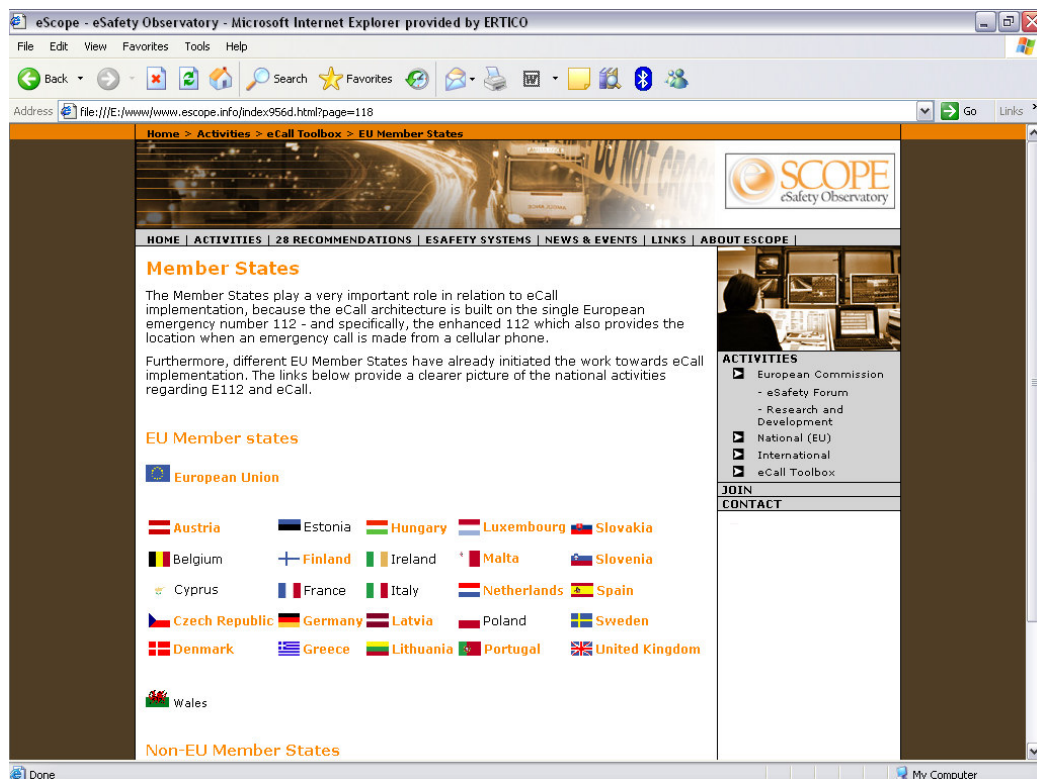 eScope - eSafety Observatory - Microsoft Internet Explorer provided by ERTICO
File Edit View Favorites Tools Help
Back Search Favorites
Address file:///E:/www/www.escope.info/index956d.html?page=118 Go Links
Home > Activities > eCall Toolbox > EU Member States
DO NOT CROSS
e SCOPE
eSafety Observatory
HOME | ACTIVITIES | 28 RECOMMENDATIONS | ESAFETY SYSTEMS | NEWS & EVENTS | LINKS | ABOUT ESCOPE |
Member States
The Member States play a very important role in relation to eCall
implementation, because the eCall architecture is built on the single European
emergency number 112 - and specifically, the enhanced 112 which also provides the
location when an emergency call is made from a cellular phone.
Furthermore, different EU Member States have already initiated the work towards eCall
implementation. The links below provide a clearer picture of the national activities
regarding E112 and eCall.
EU Member states
European Union
Austria Estonia Hungary Luxembourg Slovakia
Belgium Finland Ireland Malta Slovenia
Cyprus France Italy Netherlands Spain
Czech Republic Germany Latvia Poland Sweden
Denmark Greece Lithuania Portugal United Kingdom
Wales
Non-EU Member States
ACTIVITIES
European Commission
- eSafety Forum
- Research and
Development
National (EU)
International
eCall Toolbox
JOIN
CONTACT
Done My Computer